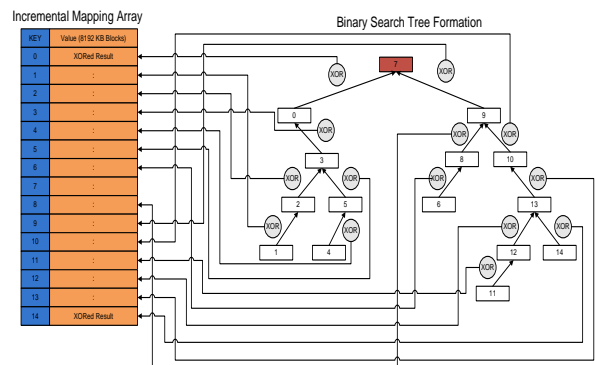 Incremental Mapping Array
Binary Search Tree Formation
KEY Value (8192 KB Blocks)
0 XORed Result
1 :
2 :
3 :
4 :
5 :
6 :
7 :
8 :
9 :
10 :
11 :
12 :
13 :
14 XORed Result
7
XOR
XOR
0
9
XOR
XOR
XOR
3
8
10
XOR
XOR
XOR
XOR
2
5
6
13
XOR
XOR
XOR
XOR
1
4
12
14
XOR
11